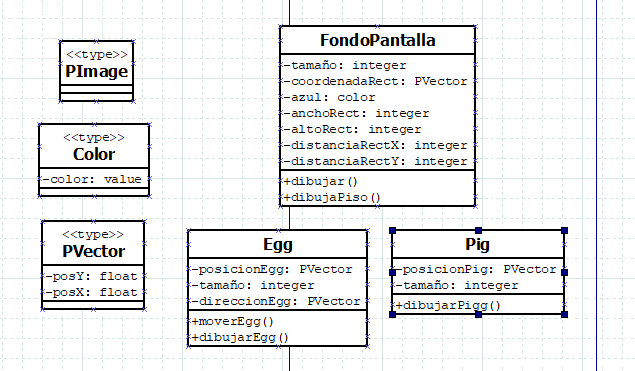 <<type>>
PImage
<<type>>
Color
-color: value
<<type>>
PVector
-posY: float
-posX: float
FondoPantalla
-tamaño: integer
-coordenadaRect: PVector
-azul: color
-anchoRect: integer
-altoRect: integer
-distanciaRectX: integer
-distanciaRectY: integer
+dibujar()
+dibujaPiso()
Egg
-posicionEgg: PVector
-tamaño: integer
-direccionEgg: PVector
+moverEgg()
+dibujarEgg()
Pig
-posicionPig: PVector
-tamaño: integer
+dibujarPigg()